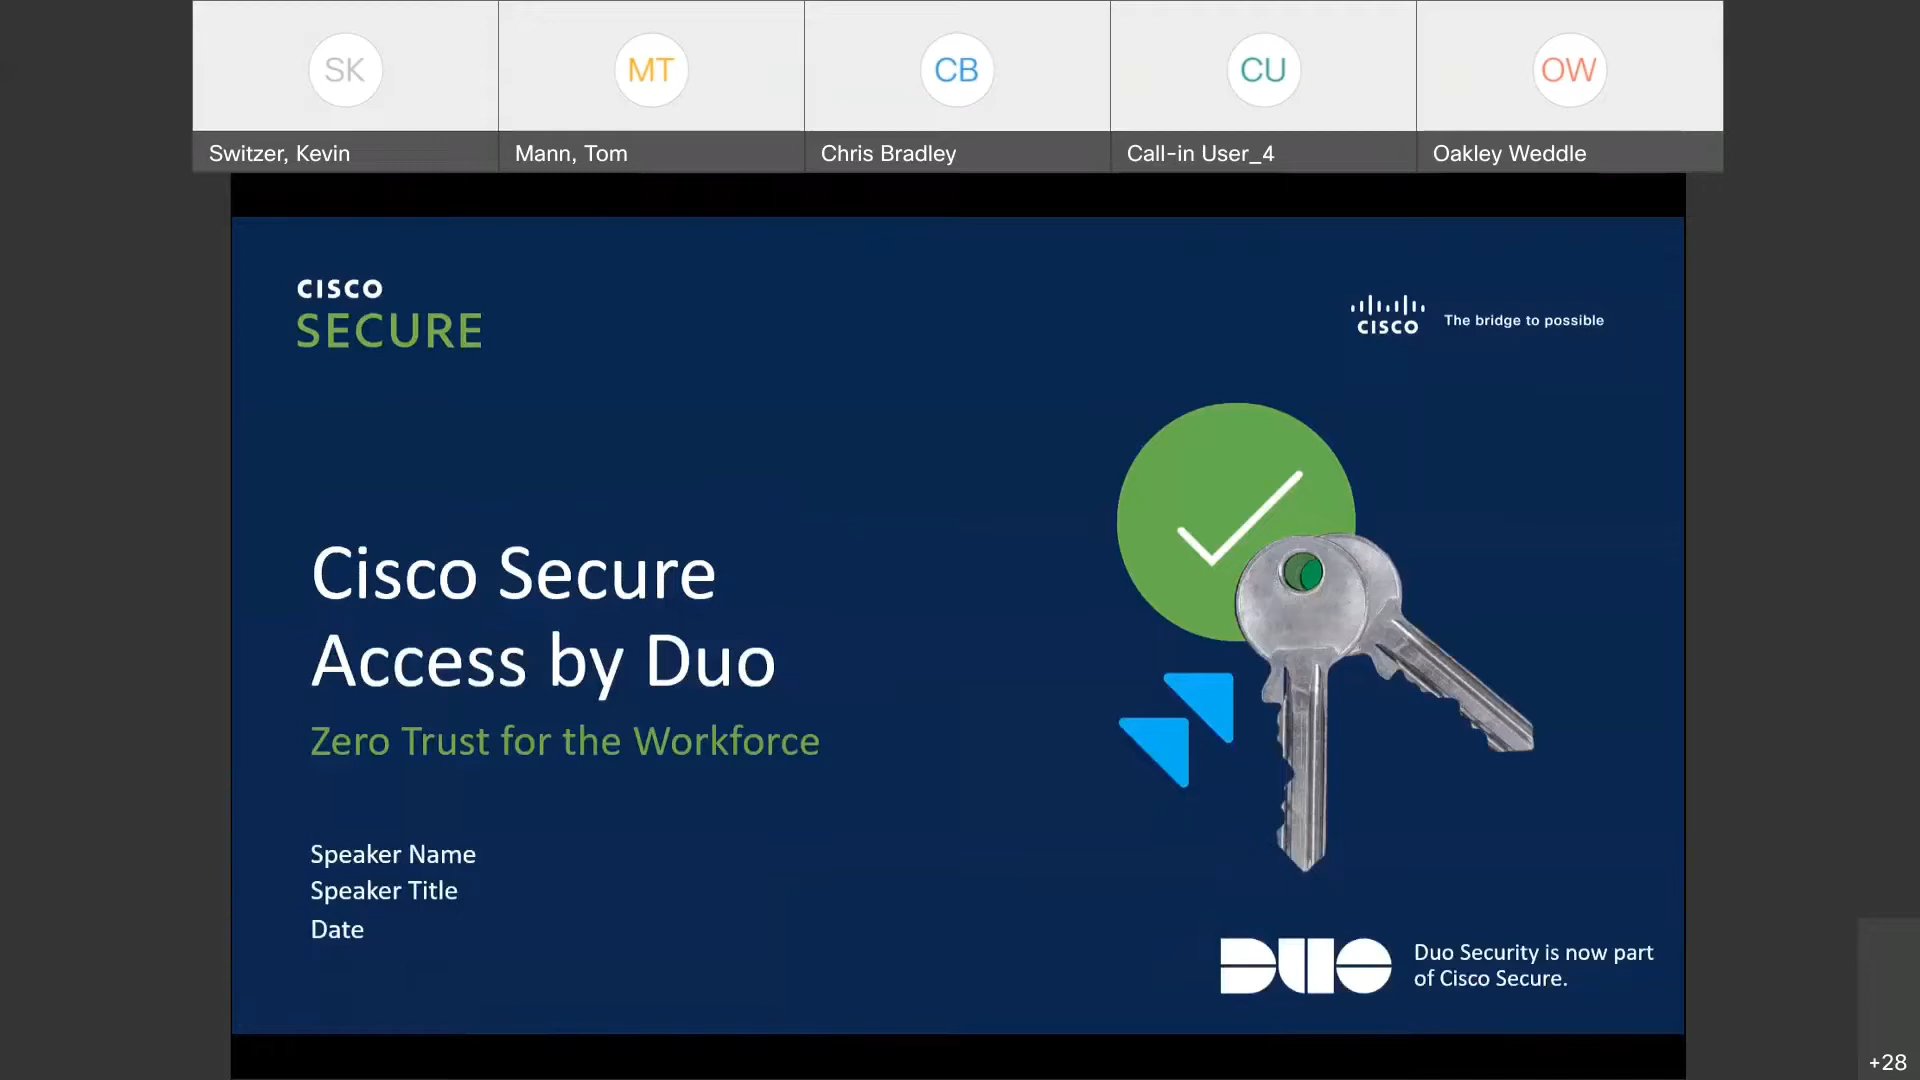 SK
MT
CB
CU
OW
Switzer, Kevin
Mann, Tom
Chris Bradley
Call-in User_4
Oakley Weddle
CISCO
SECURE
CISCO
The bridge to possible
Cisco Secure
Access by Duo
Zero Trust for the Workforce
Speaker Name
Speaker Title
Date
DUO
Duo Security is now part
of Cisco Secure.
+28